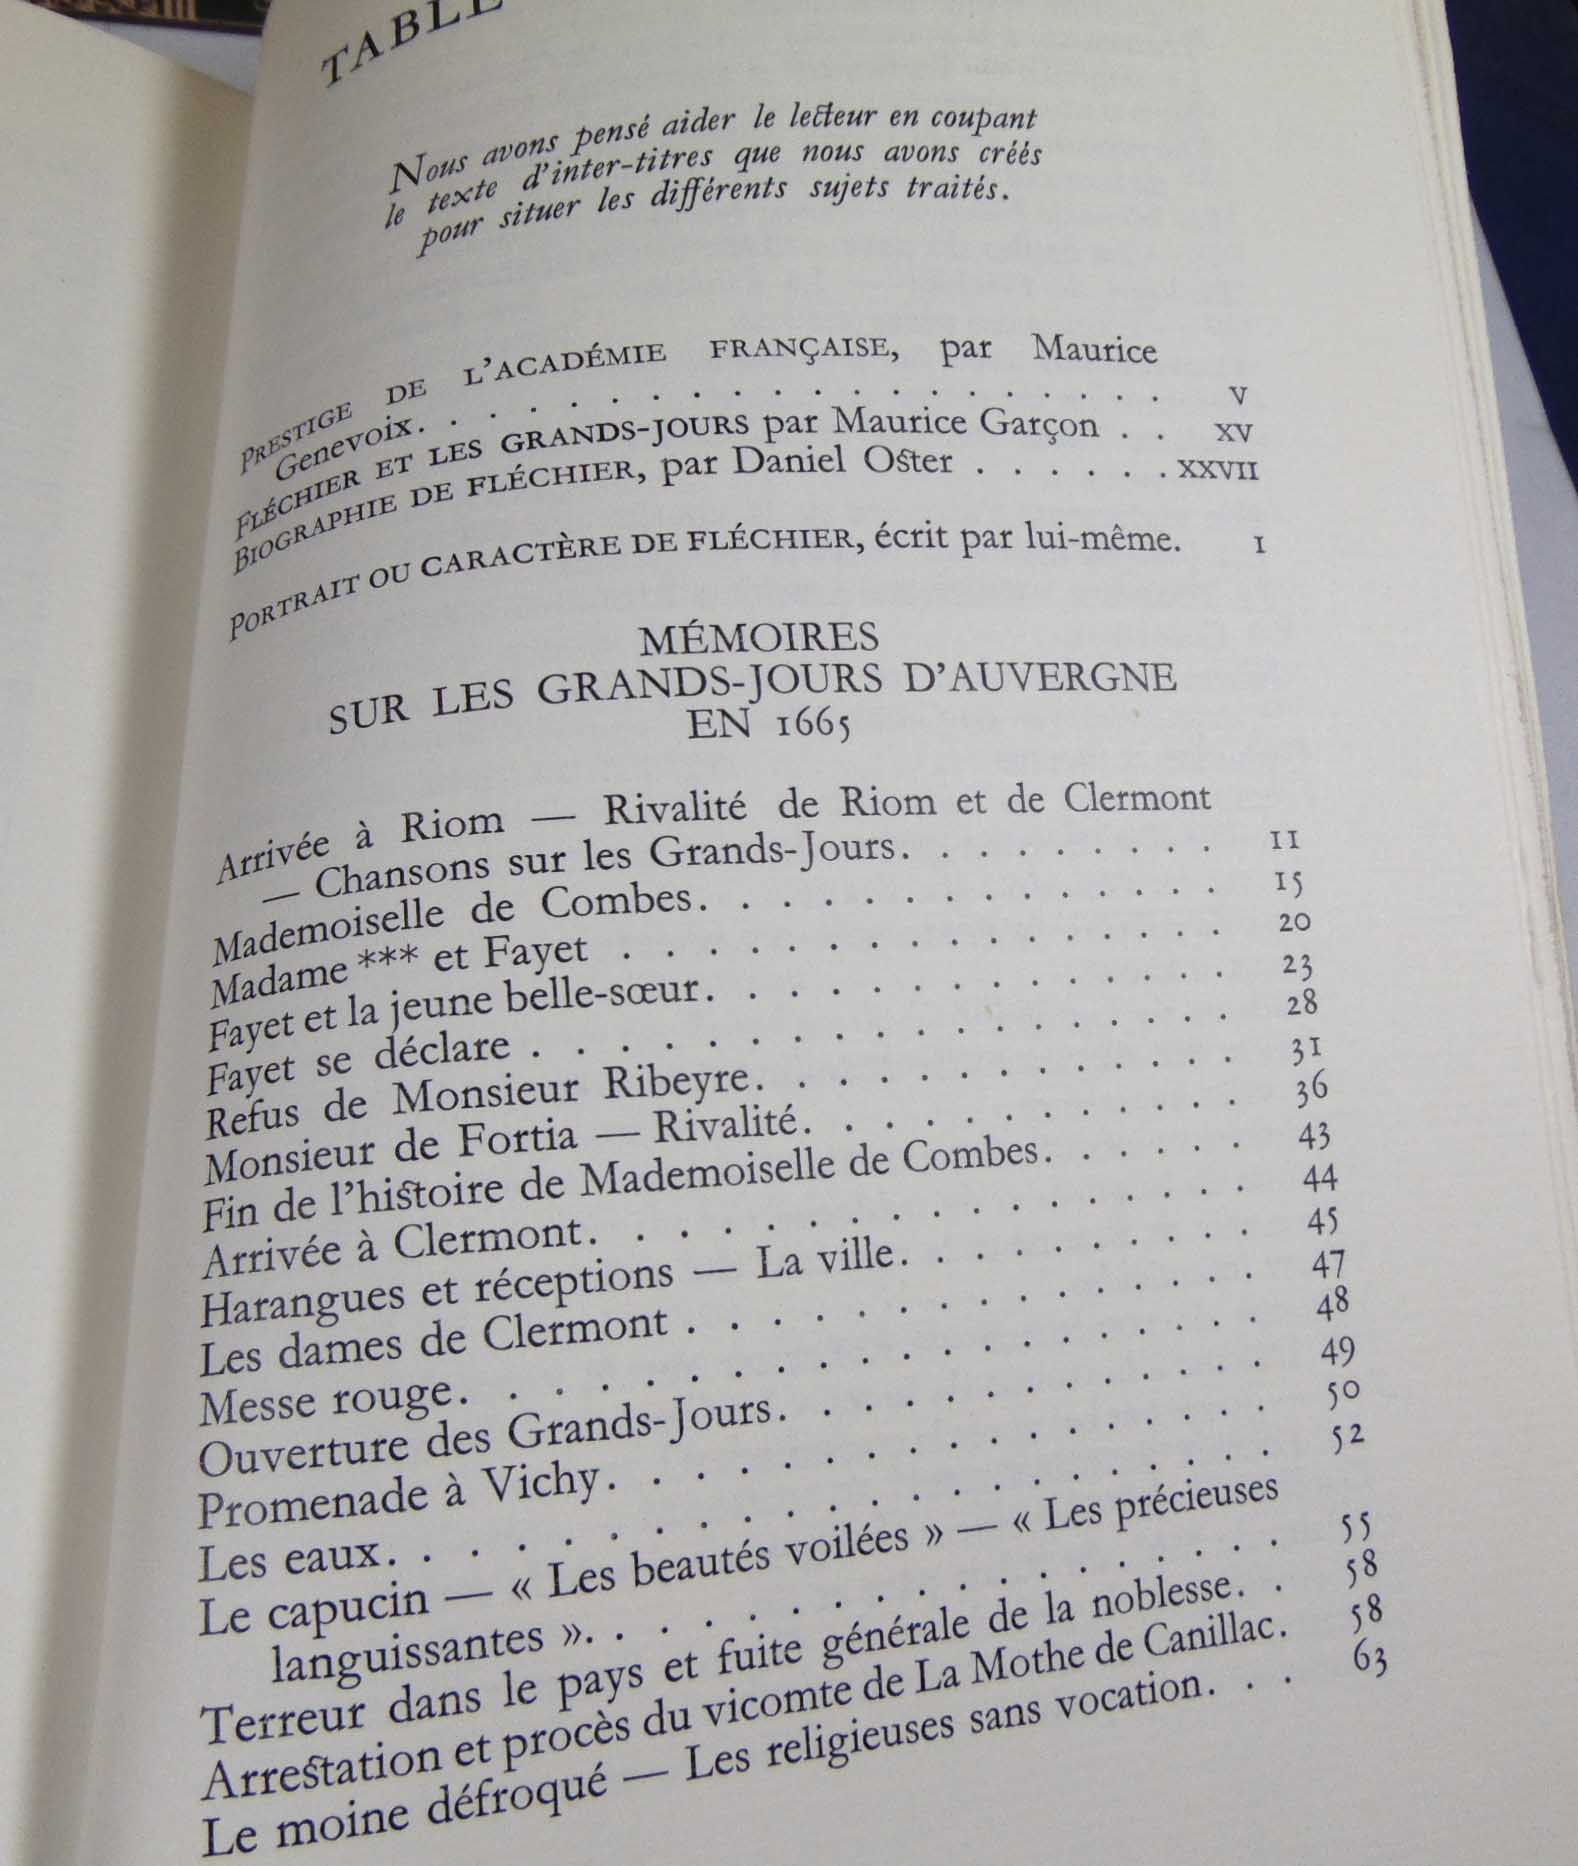 TABLE
Nous avons pensé aider le lecteur en coupant
le texte d'inter-titres que nous avons créés
pour situer les différents sujets traités.
PRESTIGE DE L'ACADÉMIE FRANÇAISE, par Maurice
Genevoix. . . . . . . . . . . . . . . . . . . V
FLÉCHIER ET LES GRANDS-JOURS par Maurice Garçon . . XV
BIOGRAPHIE DE FLÉCHIER, par Daniel Oster . . . . . . XXVII
PORTRAIT OU CARACTÈRE DE FLÉCHIER, écrit par lui-même. I
MÉMOIRES
SUR LES GRANDS-JOURS D'AUVERGNE
EN 1665
Arrivée à Riom — Rivalité de Riom et de Clermont
— Chansons sur les Grands-Jours. . . . . . . . . 11
Mademoiselle de Combes. . . . . . . . . . . . . 15
Madame *** et Fayet . . . . . . . . . . . . . . . 20
Fayet et la jeune belle-sœur. . . . . . . . . . . . . 23
Fayet se déclare . . . . . . . . . . . . . . . . . 28
Refus de Monsieur Ribeyre. . . . . . . . . . . . 31
Monsieur de Fortia — Rivalité. . . . . . . . . . . 36
Fin de l'histoire de Mademoiselle de Combes. . . . . . 43
Arrivée à Clermont. . . . . . . . . . . . . . . . 44
Harangues et réceptions — La ville. . . . . . . . . 45
Les dames de Clermont . . . . . . . . . . . . . . 47
Messe rouge. . . . . . . . . . . . . . . . . . . 48
Ouverture des Grands-Jours. . . . . . . . . . . . 49
Promenade à Vichy. . . . . . . . . . . . . . . . 50
Les eaux. . . . . . . . . . . . . . . . . . . . . 52
Le capucin — « Les beautés voilées » — « Les précieuses
languissantes ». . . . . . . . . . . . . . . . . 55
Terreur dans le pays et fuite générale de la noblesse. . 58
Arrestation et procès du vicomte de La Mothe de Canillac. 58
Le moine défroqué — Les religieuses sans vocation. . . 63